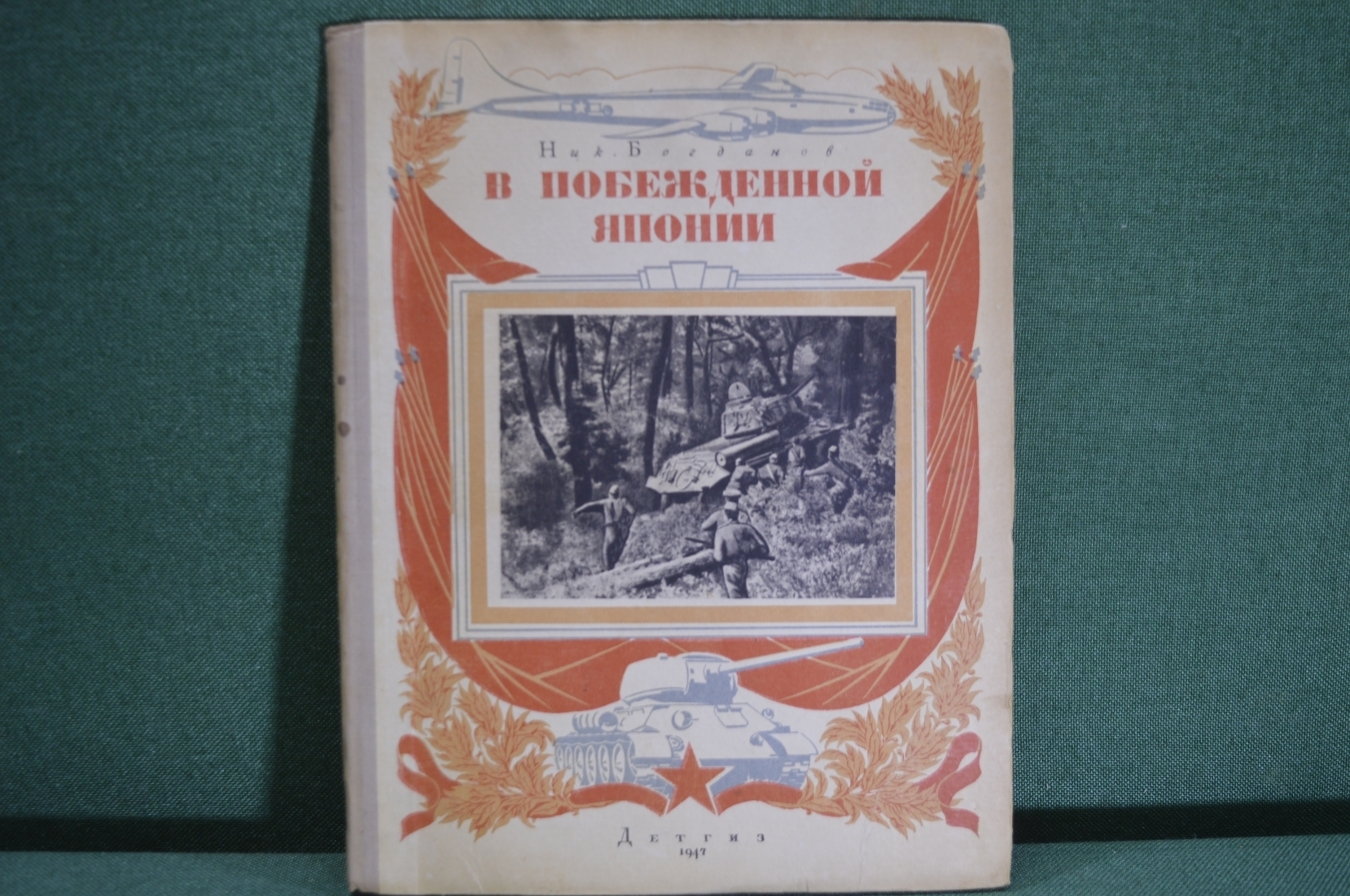 Ник. Богданов
В ПОБЕЖДЕННОЙ
ЯПОНИИ
Детгиз
1947